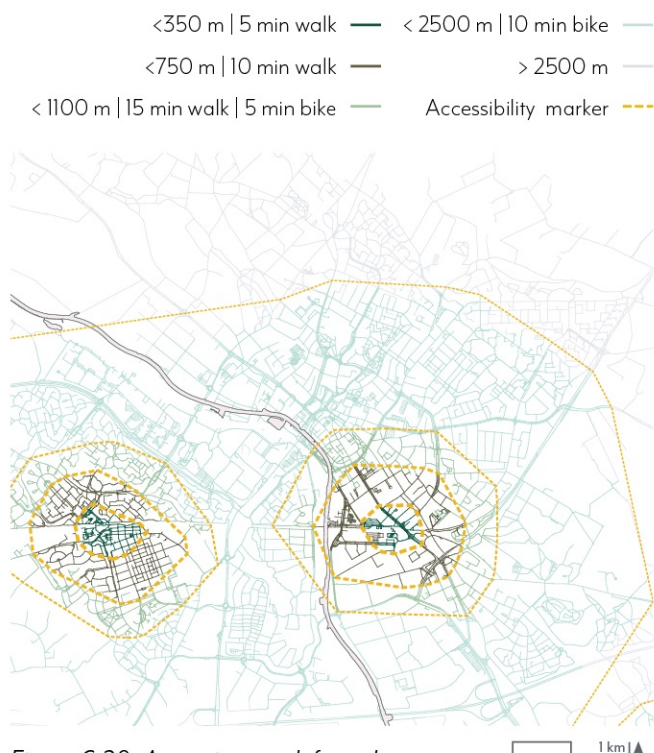 <350 m | 5 min walk
<750 m | 10 min walk
< 1100 m | 15 min walk | 5 min bike
< 2500 m | 10 min bike
> 2500 m
Accessibility marker
1 km